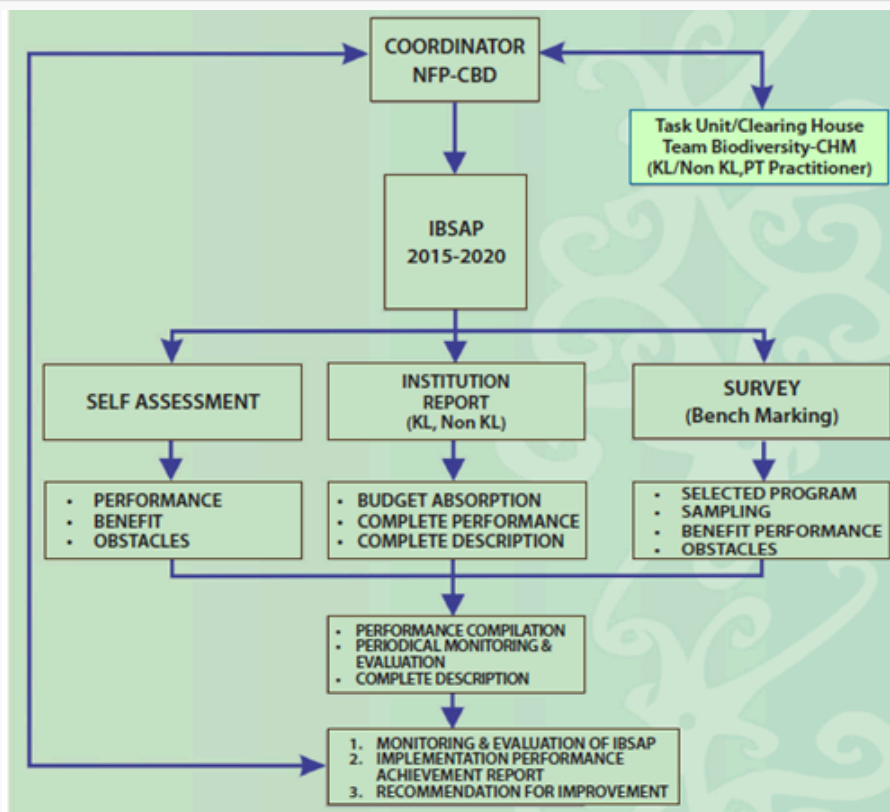 COORDINATOR
NFP-CBD
Task Unit/Clearing House
Team Biodiversity-CHM
(KL/Non KL,PT Practitioner)
IBSAP
2015-2020
SELF ASSESSMENT
INSTITUTION
REPORT
(KL, Non KL)
SURVEY
(Bench Marking)
• PERFORMANCE
• BENEFIT
• OBSTACLES
• BUDGET ABSORPTION
• COMPLETE PERFORMANCE
• COMPLETE DESCRIPTION
• SELECTED PROGRAM
• SAMPLING
• BENEFIT PERFORMANCE
• OBSTACLES
• PERFORMANCE COMPILATION
• PERIODICAL MONITORING &
EVALUATION
• COMPLETE DESCRIPTION
1. MONITORING & EVALUATION OF IBSAP
2. IMPLEMENTATION PERFORMANCE
ACHIEVEMENT REPORT
3. RECOMMENDATION FOR IMPROVEMENT